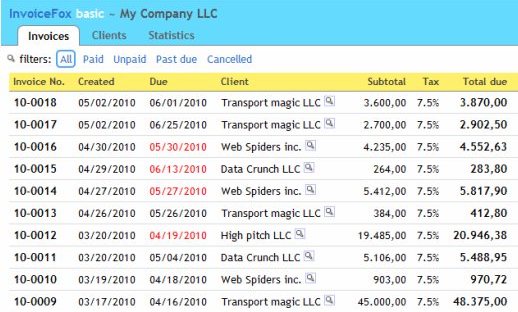 InvoiceFox basic ~ My Company LLC
Invoices Clients Statistics
filters: All Paid Unpaid Past due Cancelled
Invoice No. Created Due Client Subtotal Tax Total due
10-0018 05/02/2010 06/01/2010 Transport magic LLC 3.600,00 7.5% 3.870,00
10-0017 05/02/2010 06/25/2010 Transport magic LLC 2.700,00 7.5% 2.902,50
10-0016 04/30/2010 05/30/2010 Web Spiders inc. 4.235,00 7.5% 4.552,63
10-0015 04/29/2010 06/13/2010 Data Crunch LLC 264,00 7.5% 283,80
10-0014 04/27/2010 05/27/2010 Web Spiders inc. 5.412,00 7.5% 5.817,90
10-0013 04/26/2010 05/26/2010 Transport magic LLC 384,00 7.5% 412,80
10-0012 03/20/2010 04/19/2010 High pitch LLC 19.485,00 7.5% 20.946,38
10-0011 03/20/2010 05/04/2010 Data Crunch LLC 5.106,00 7.5% 5.488,95
10-0010 03/19/2010 04/18/2010 Web Spiders inc. 903,00 7.5% 970,72
10-0009 03/17/2010 04/16/2010 Transport magic LLC 45.000,00 7.5% 48.375,00